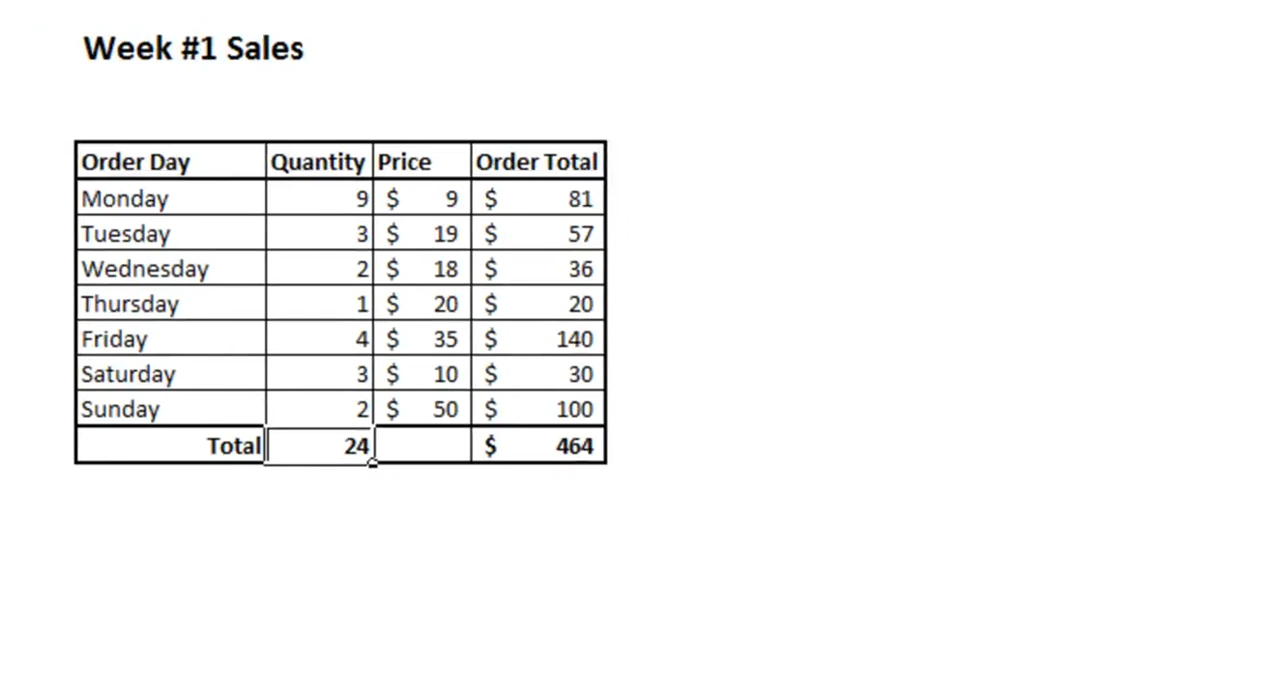 Week #1 Sales
Order Day Quantity Price Order Total
Monday 9 $ 9 $ 81
Tuesday 3 $ 19 $ 57
Wednesday 2 $ 18 $ 36
Thursday 1 $ 20 $ 20
Friday 4 $ 35 $ 140
Saturday 3 $ 10 $ 30
Sunday 2 $ 50 $ 100
Total 24 $ 464